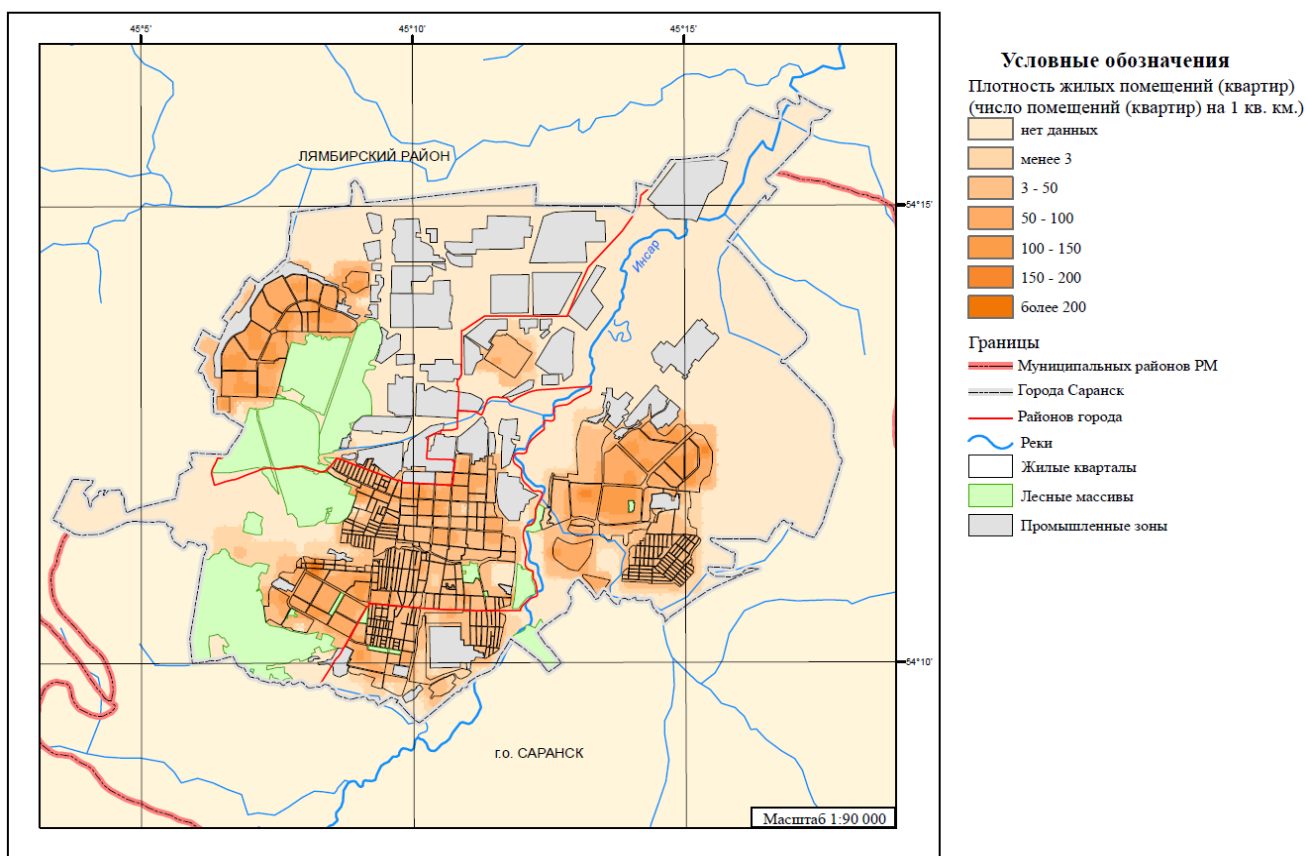 45°5'
45°10'
45°15'
ЛЯМБИРСКИЙ РАЙОН
54°15'
Инсар
54°10'
г.о. САРАНСК
Масштаб 1:90 000
Условные обозначения
Плотность жилых помещений (квартир)
(число помещений (квартир) на 1 кв. км.)
нет данных
менее 3
3 - 50
50 - 100
100 - 150
150 - 200
более 200
Границы
Муниципальных районов РМ
Города Саранск
Районов города
Реки
Жилые кварталы
Лесные массивы
Промышленные зоны